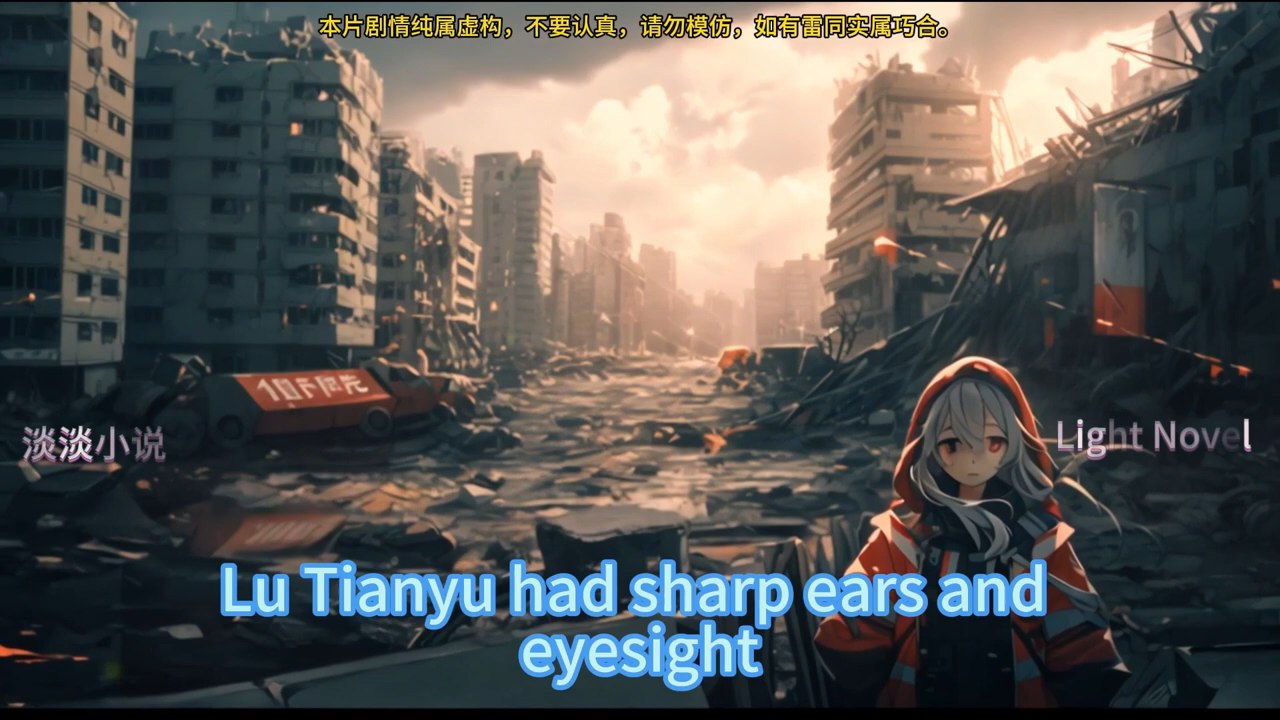 本片剧情纯属虚构，不要认真，请勿模仿，如有雷同实属巧合。
淡淡小说
Light Novel
Lu Tianyu had sharp ears and
eyesight